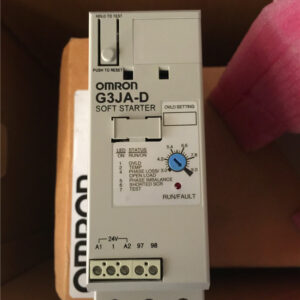 HOLD TO TEST
PUSH TO RESET
OMRON
G3JA-D
SOFT STARTER
OVLD SETTING
LED STATUS
ON RUN/ON
1 OVLD
2 TEMP
4 PHASE LOSS/
OPEN LOAD
5 PHASE IMBALANCE
6 SHORTED SCR
7 TEST
RUN/FAULT
24V
A1 1 A2 97 98
OMRON